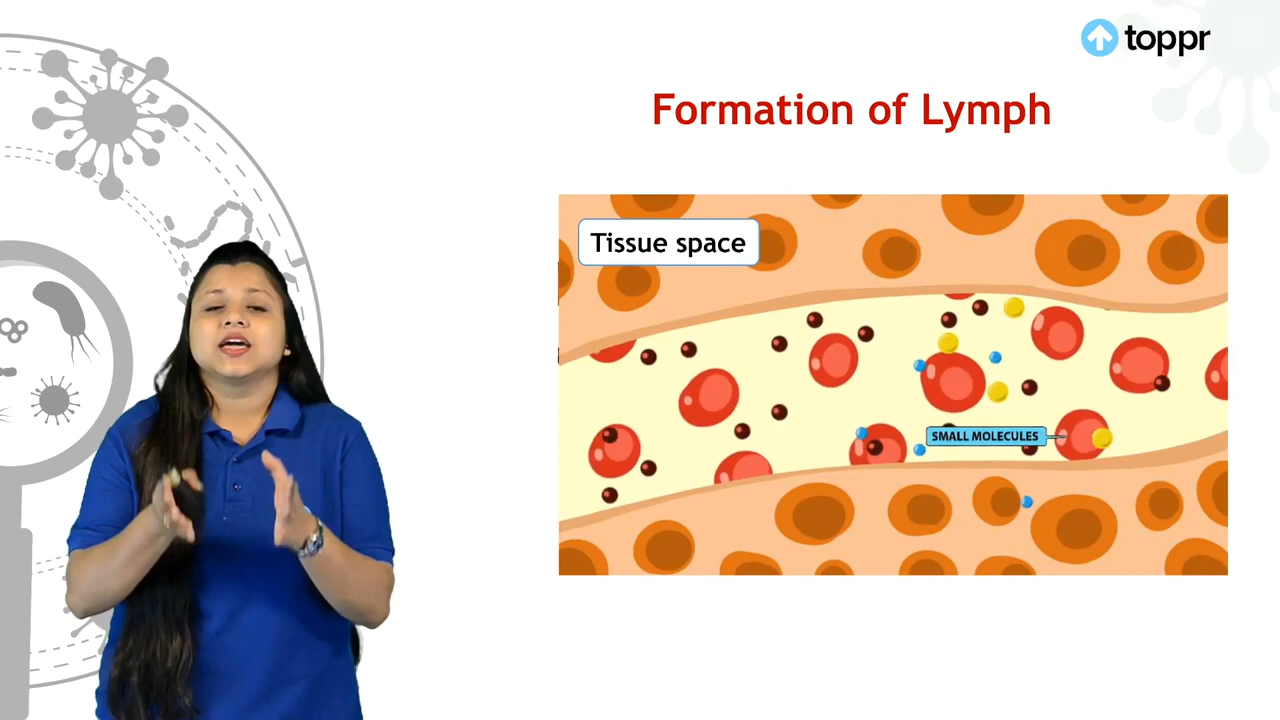 toppr
Formation of Lymph
Tissue space
SMALL MOLECULES